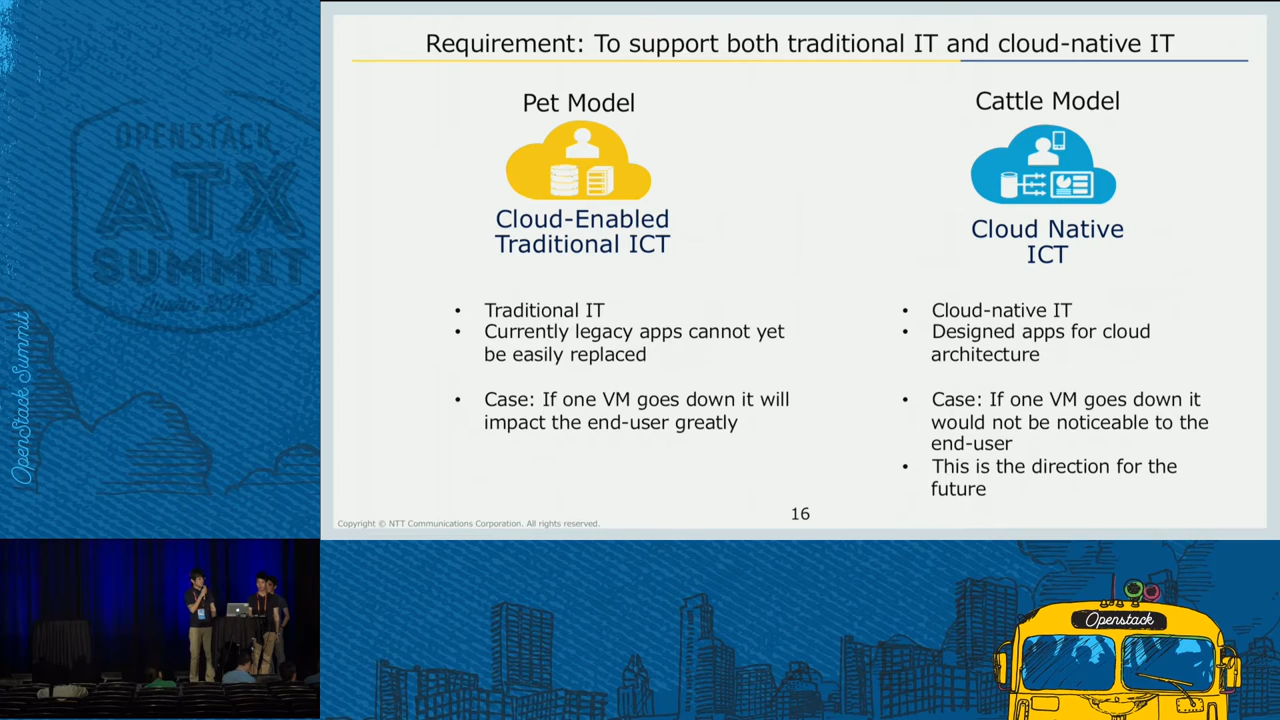 Requirement: To support both traditional IT and cloud-native IT
Pet Model
Cloud-Enabled
Traditional ICT
• Traditional IT
• Currently legacy apps cannot yet
be easily replaced
• Case: If one VM goes down it will
impact the end-user greatly
Cattle Model
Cloud Native
ICT
• Cloud-native IT
• Designed apps for cloud
architecture
• Case: If one VM goes down it
would not be noticeable to the
end-user
• This is the direction for the
future
16
Copyright © NTT Communications Corporation. All rights reserved.
OPENSTACK
ATX
SUMMIT
OpenStack Summit
Openstack